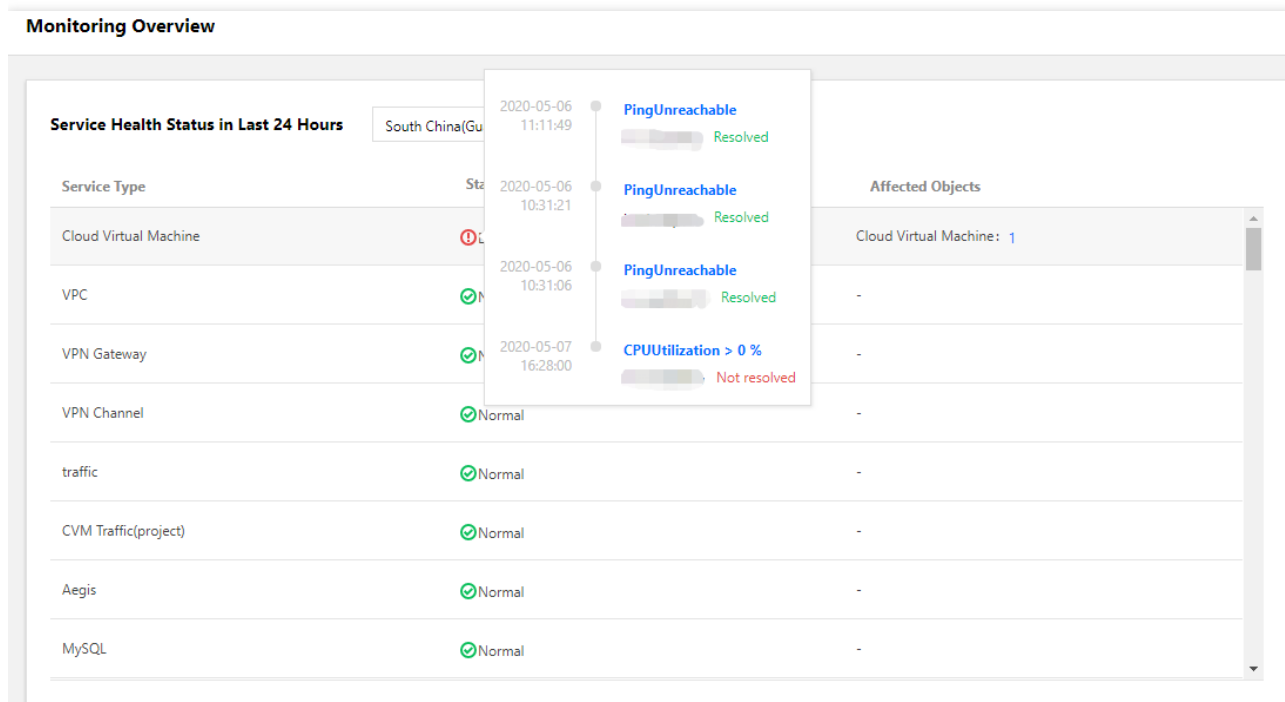 Monitoring Overview
Service Health Status in Last 24 Hours
South China(Gu
Service Type
Sta
Affected Objects
2020-05-06
11:11:49
PingUnreachable
Resolved
2020-05-06
10:31:21
PingUnreachable
Resolved
2020-05-06
10:31:06
PingUnreachable
Resolved
2020-05-07
16:28:00
CPUUtilization > 0 %
Not resolved
Cloud Virtual Machine
Cloud Virtual Machine: 1
VPC
N
-
VPN Gateway
N
-
VPN Channel
Normal
-
traffic
Normal
-
CVM Traffic(project)
Normal
-
Aegis
Normal
-
MySQL
Normal
-